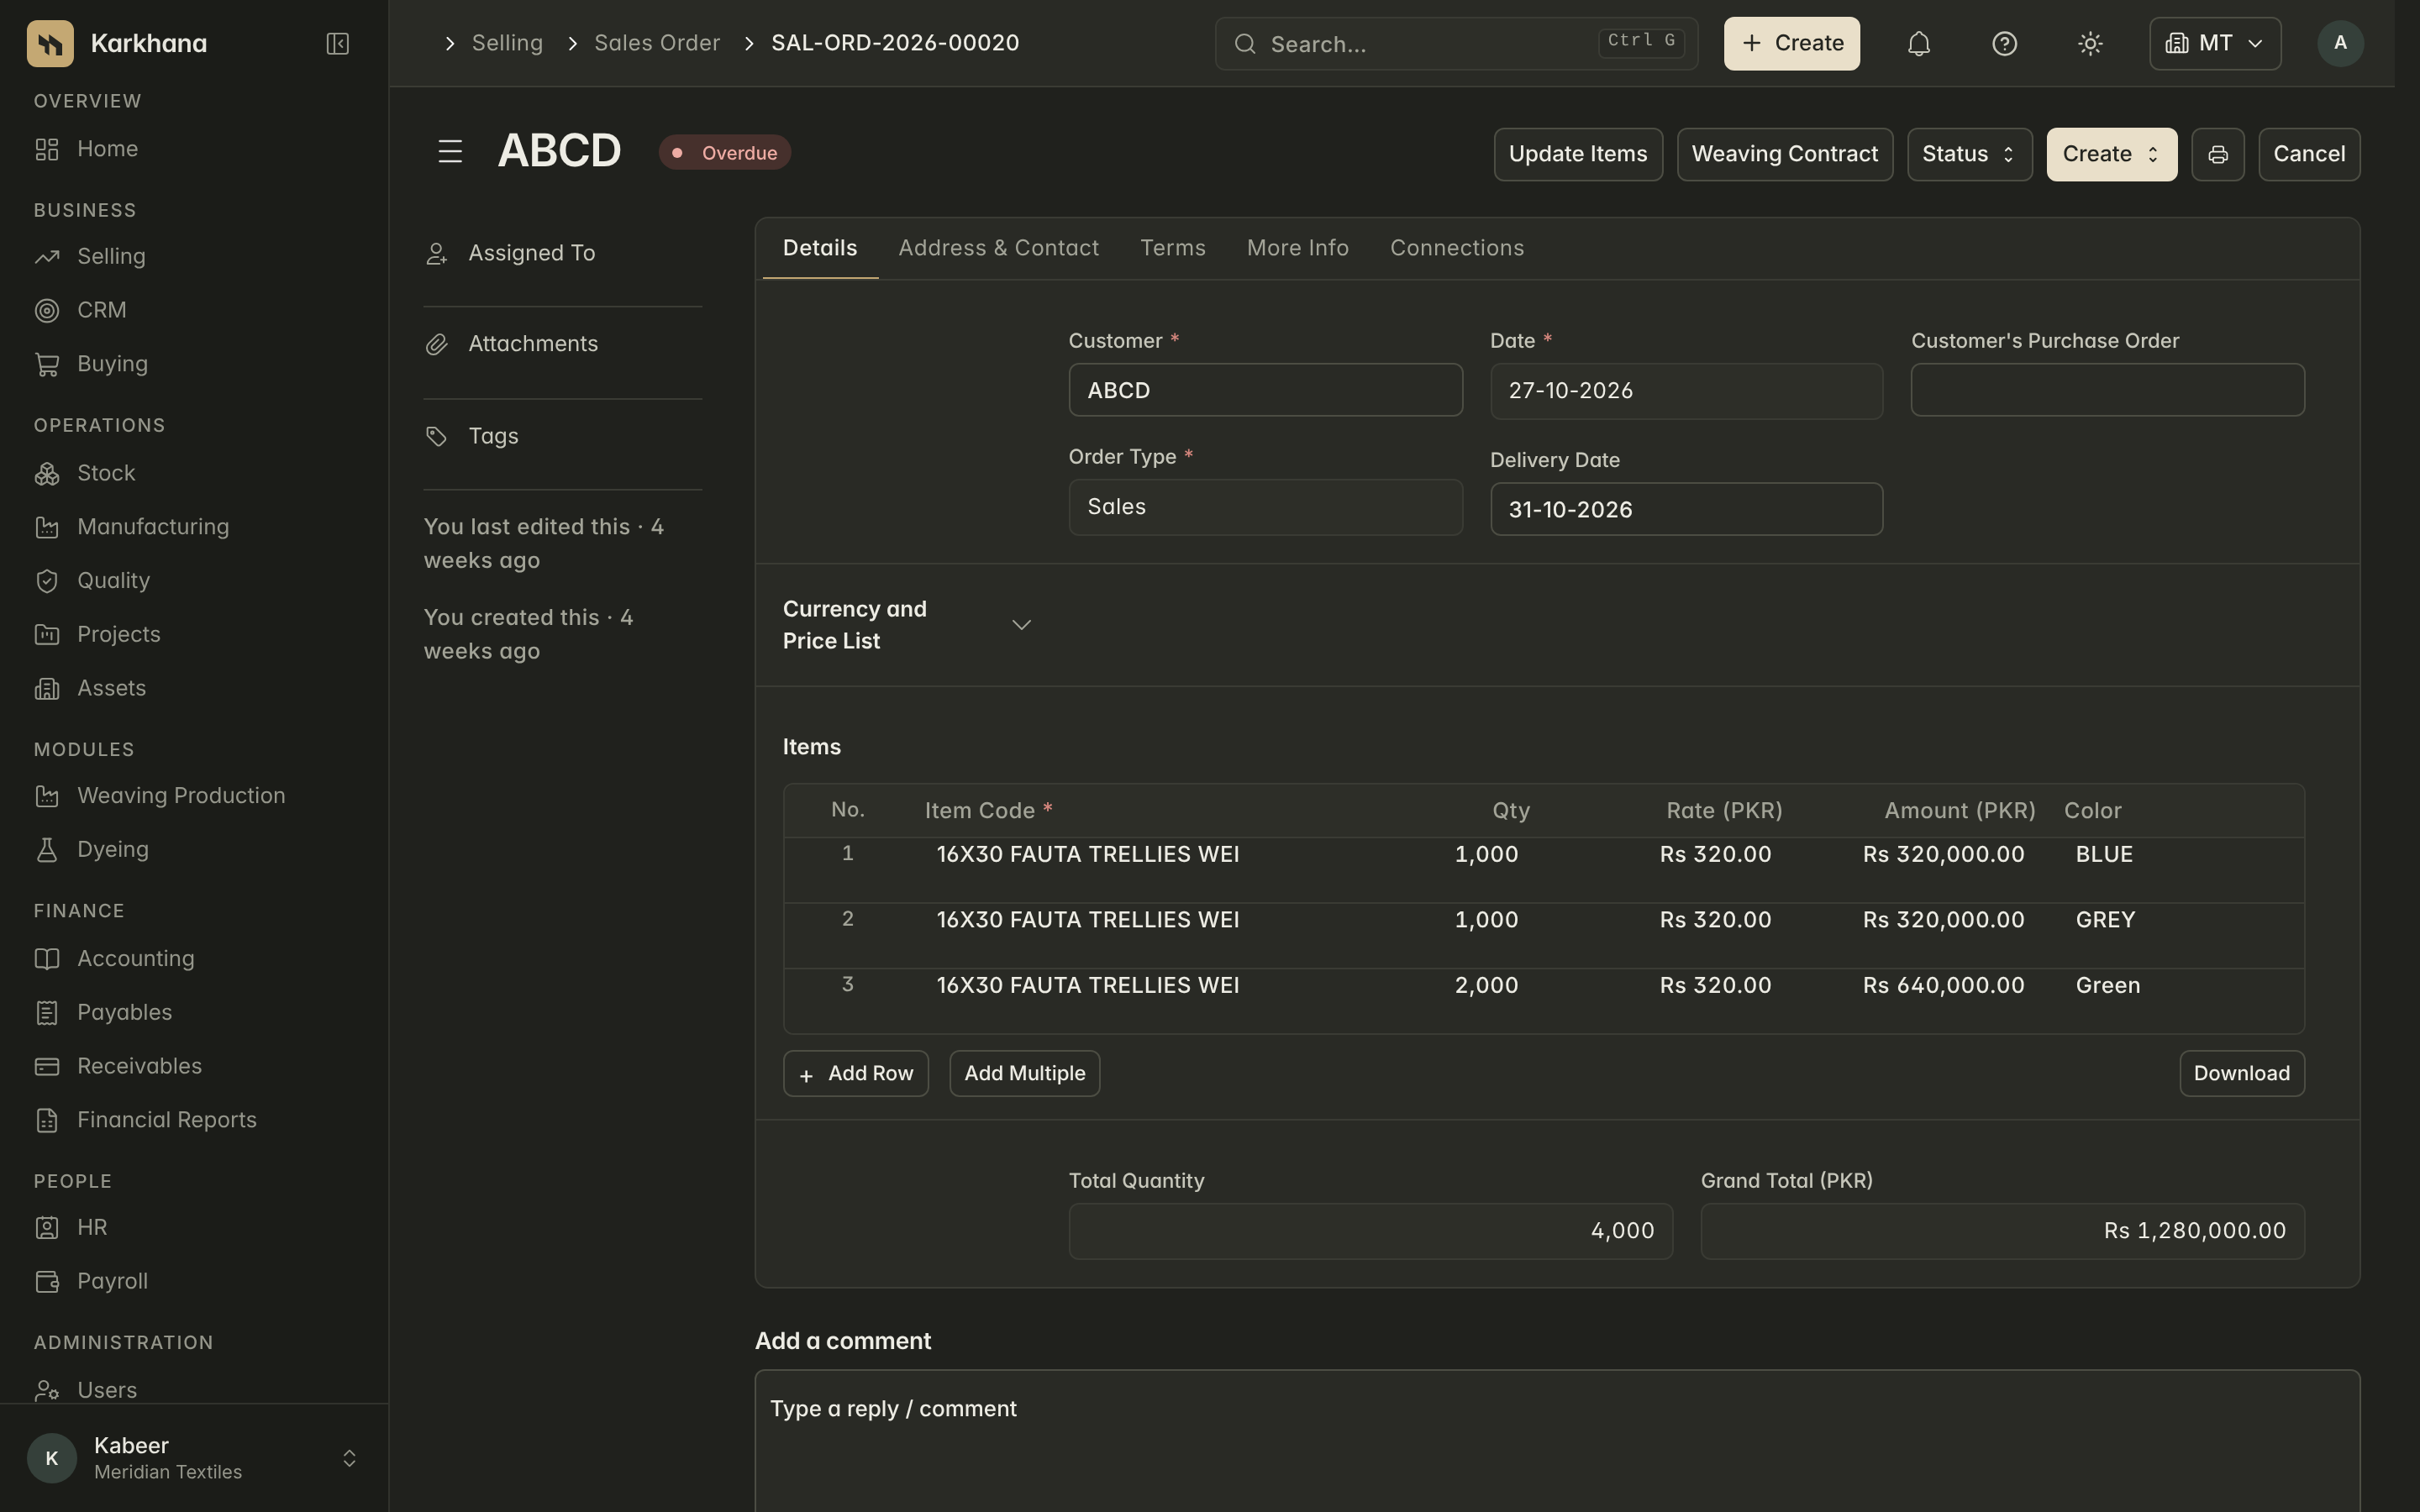 Karkhana
OVERVIEW
Home
BUSINESS
Selling
CRM
Buying
OPERATIONS
Stock
Manufacturing
Quality
Projects
Assets
MODULES
Weaving Production
Dyeing
FINANCE
Accounting
Payables
Receivables
Financial Reports
PEOPLE
HR
Payroll
ADMINISTRATION
Users
K
Kabeer
Meridian Textiles
Selling
Sales Order
SAL-ORD-2026-00020
Search...
Ctrl G
+ Create
MT
A
ABCD
Overdue
Update Items
Weaving Contract
Status
Create
Cancel
Assigned To
Attachments
Tags
You last edited this · 4
weeks ago
You created this · 4
weeks ago
Details
Address & Contact
Terms
More Info
Connections
Customer *
ABCD
Date *
27-10-2026
Customer's Purchase Order
Order Type *
Sales
Delivery Date
31-10-2026
Currency and
Price List
Items
No. Item Code * Qty Rate (PKR) Amount (PKR) Color
1 16X30 FAUTA TRELLIES WEI 1,000 Rs 320.00 Rs 320,000.00 BLUE
2 16X30 FAUTA TRELLIES WEI 1,000 Rs 320.00 Rs 320,000.00 GREY
3 16X30 FAUTA TRELLIES WEI 2,000 Rs 320.00 Rs 640,000.00 Green
+ Add Row
Add Multiple
Download
Total Quantity
4,000
Grand Total (PKR)
Rs 1,280,000.00
Add a comment
Type a reply / comment